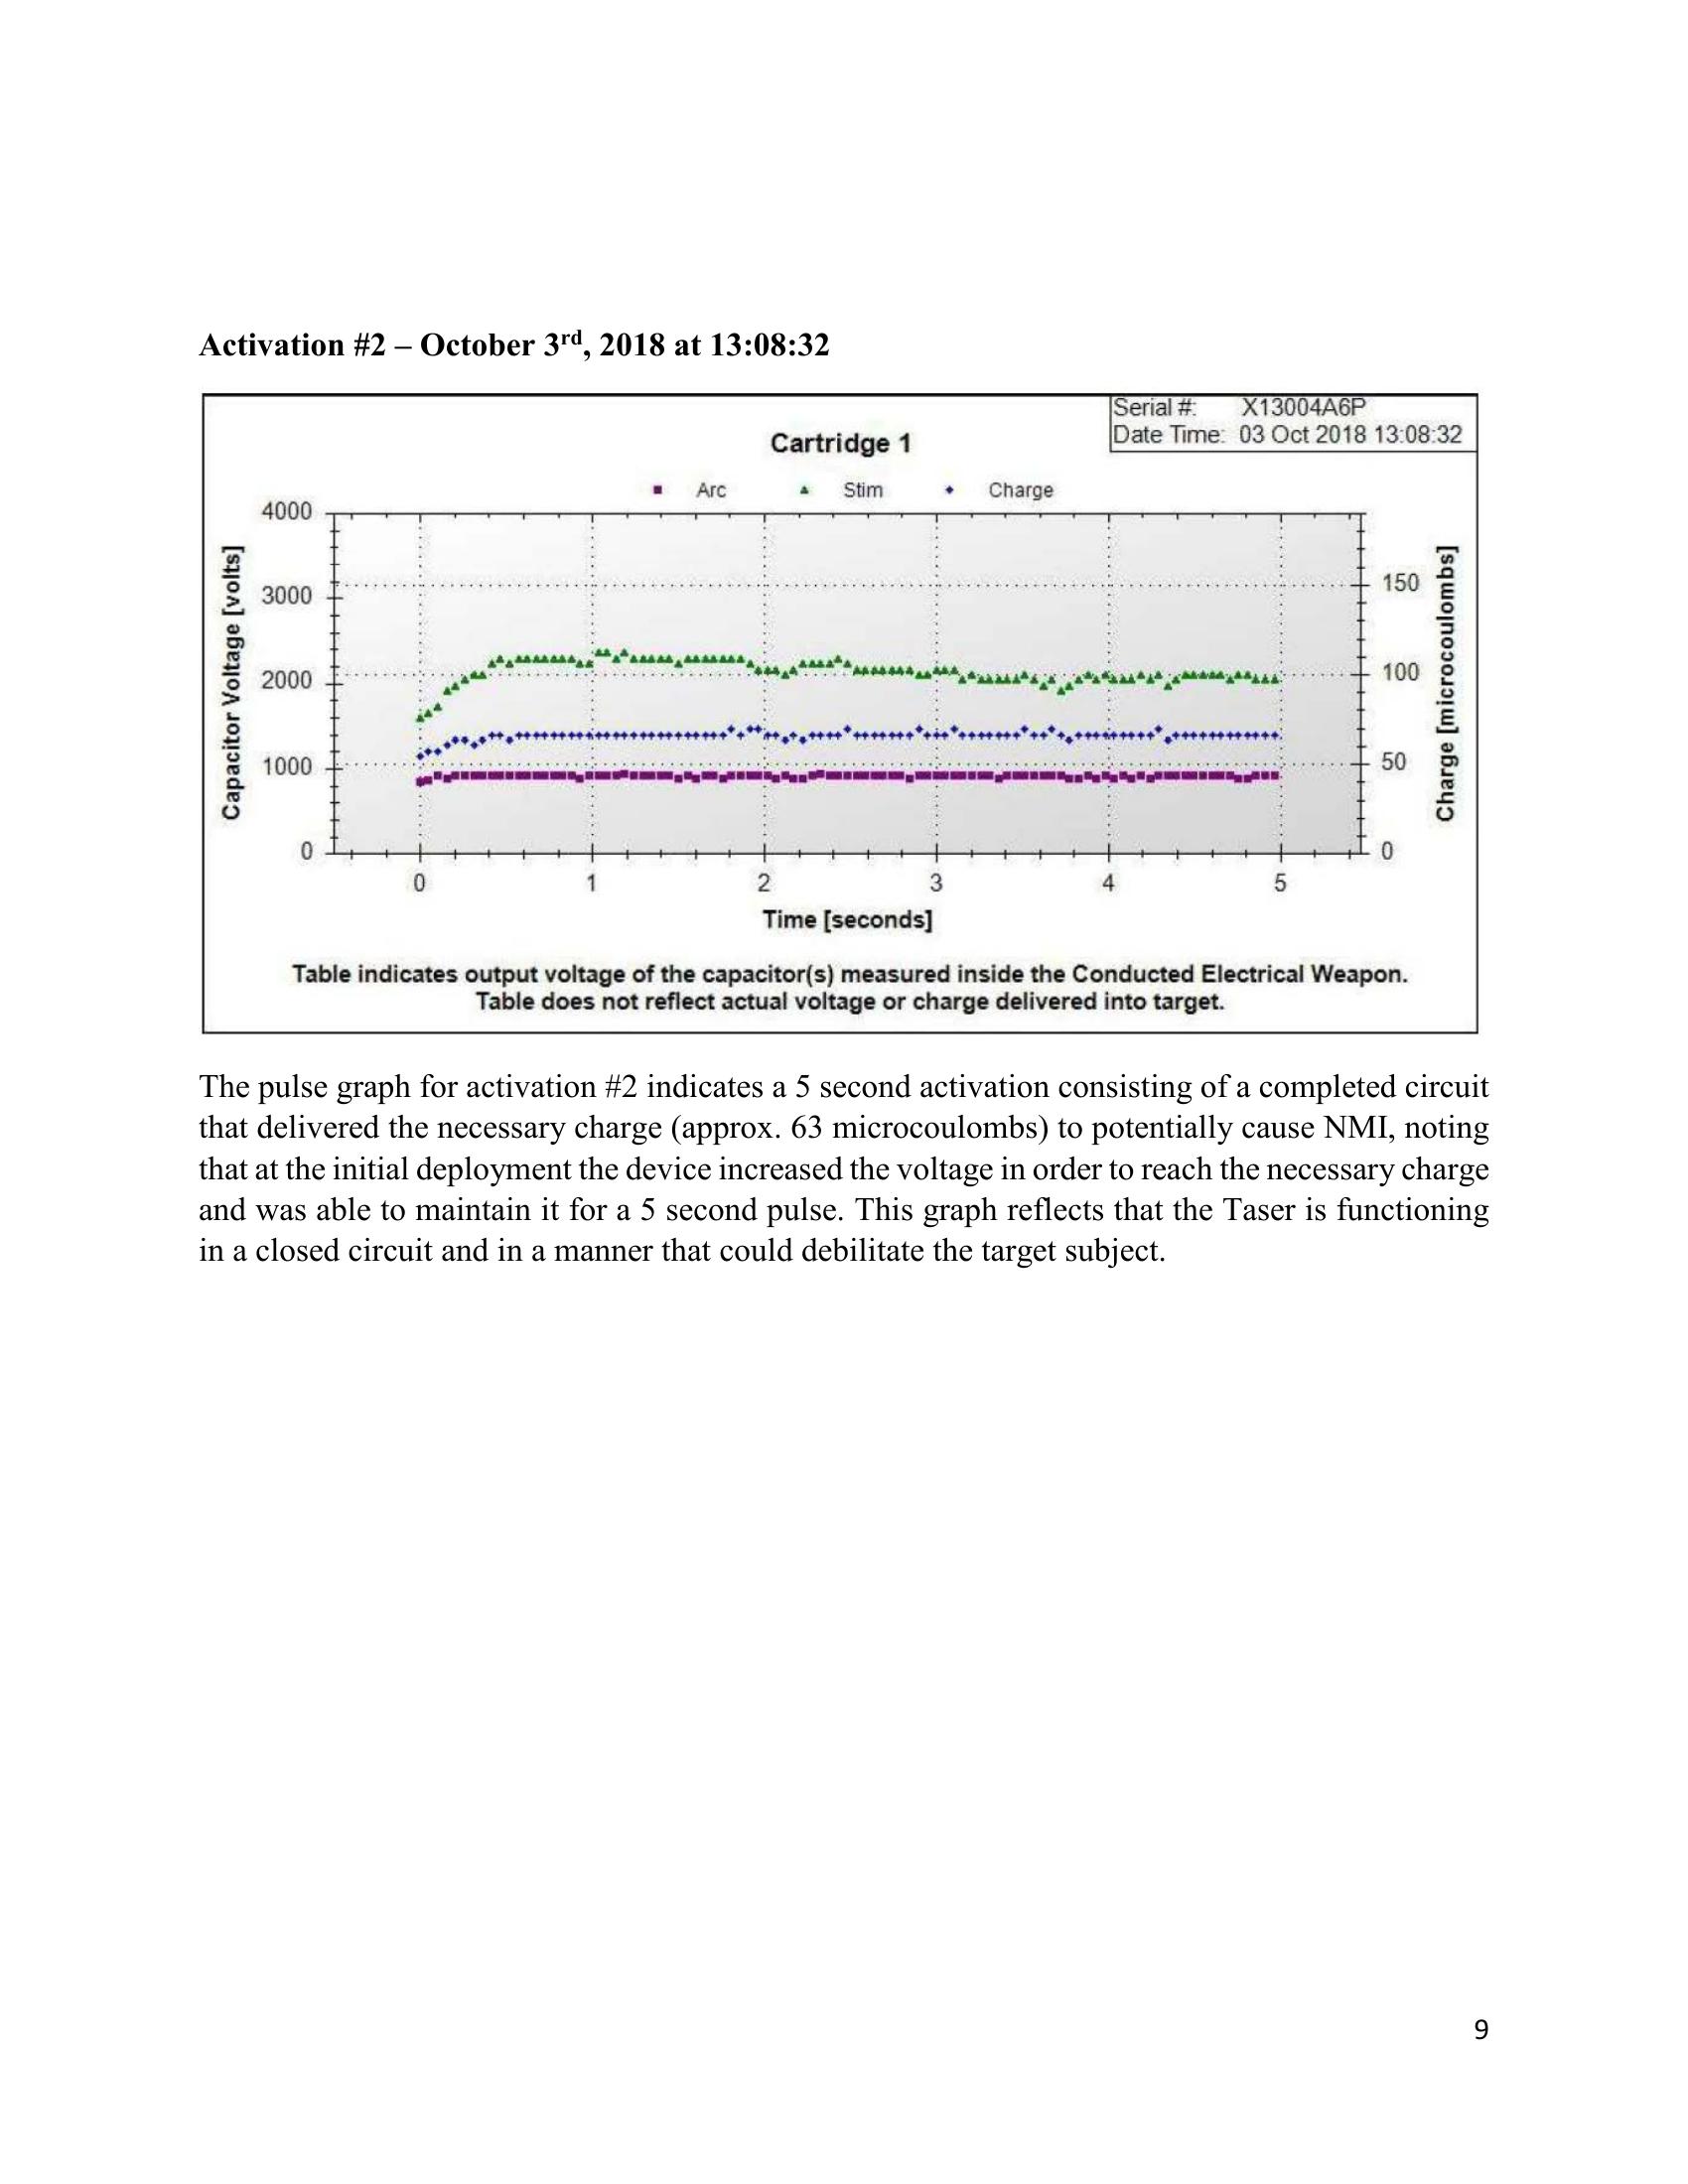 Activation #2 – October 3rd, 2018 at 13:08:32
Serial #: X13004A6P
Date Time: 03 Oct 2018 13:08:32
Cartridge 1
Arc Stim Charge
4000
3000
2000
1000
0
Capacitor Voltage [volts]
150
100
50
0
Charge [microcoulombs]
0 1 2 3 4 5
Time [seconds]
Table indicates output voltage of the capacitor(s) measured inside the Conducted Electrical Weapon.
Table does not reflect actual voltage or charge delivered into target.
The pulse graph for activation #2 indicates a 5 second activation consisting of a completed circuit
that delivered the necessary charge (approx. 63 microcoulombs) to potentially cause NMI, noting
that at the initial deployment the device increased the voltage in order to reach the necessary charge
and was able to maintain it for a 5 second pulse. This graph reflects that the Taser is functioning
in a closed circuit and in a manner that could debilitate the target subject.
9